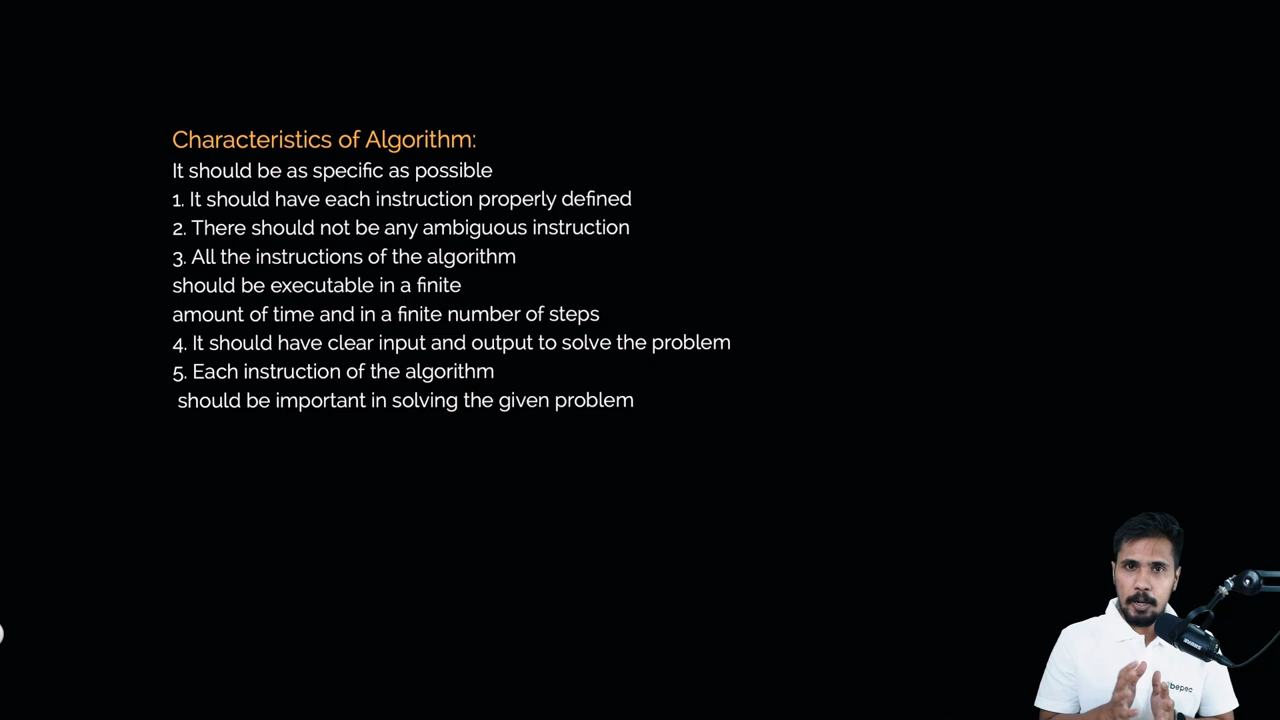 Characteristics of Algorithm:
It should be as specific as possible
1. It should have each instruction properly defined
2. There should not be any ambiguous instruction
3. All the instructions of the algorithm
should be executable in a finite
amount of time and in a finite number of steps
4. It should have clear input and output to solve the problem
5. Each instruction of the algorithm
should be important in solving the given problem